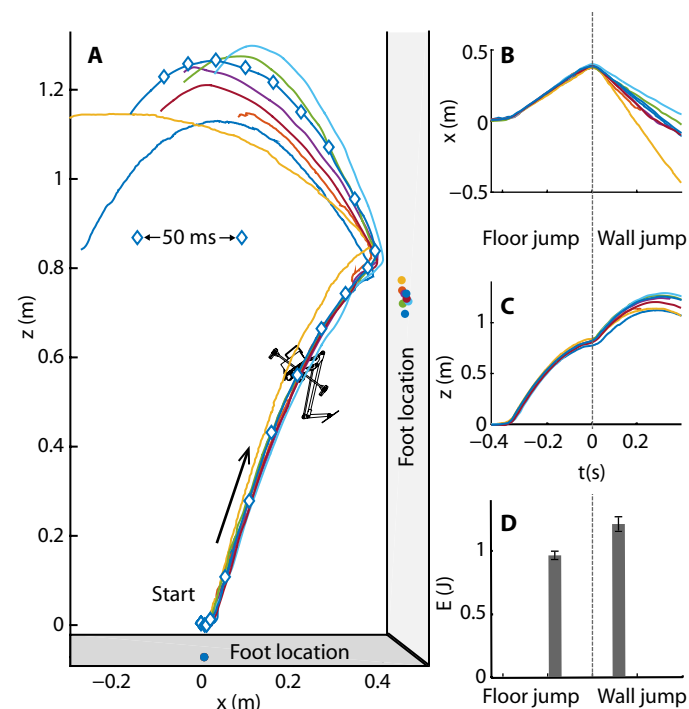 A
1.2
1
0.8
0.6
0.4
0.2
0
z (m)
50 ms
Start
Foot location
Foot location
−0.2
0
0.2
0.4
x (m)
B
0.5
0
−0.5
x (m)
Floor jump
Wall jump
C
1
0
z (m)
−0.4
−0.2
0
0.2
t(s)
D
1
0.5
0
E (J)
Floor jump
Wall jump